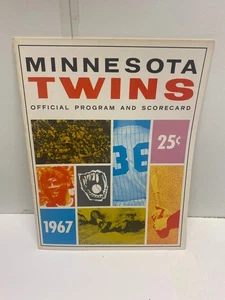 MINNESOTA
TWINS
OFFICIAL PROGRAM AND SCORECARD
36
25¢
1967